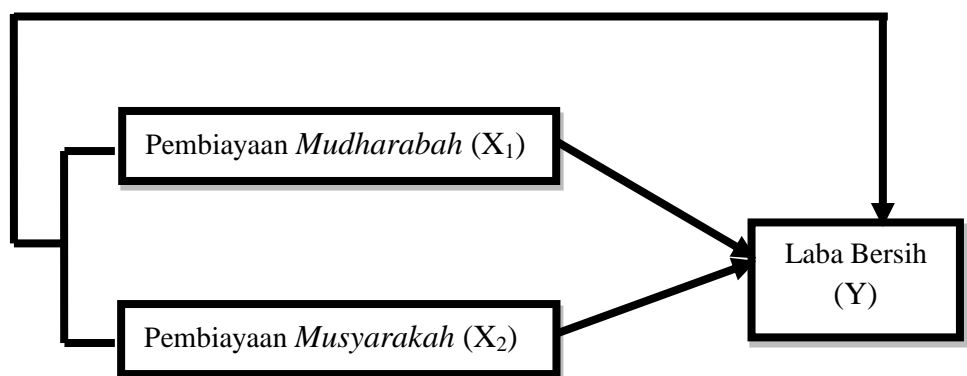 Pembiayaan Mudharabah (X₁)
Laba Bersih
(Y)
Pembiayaan Musyarakah (X₂)